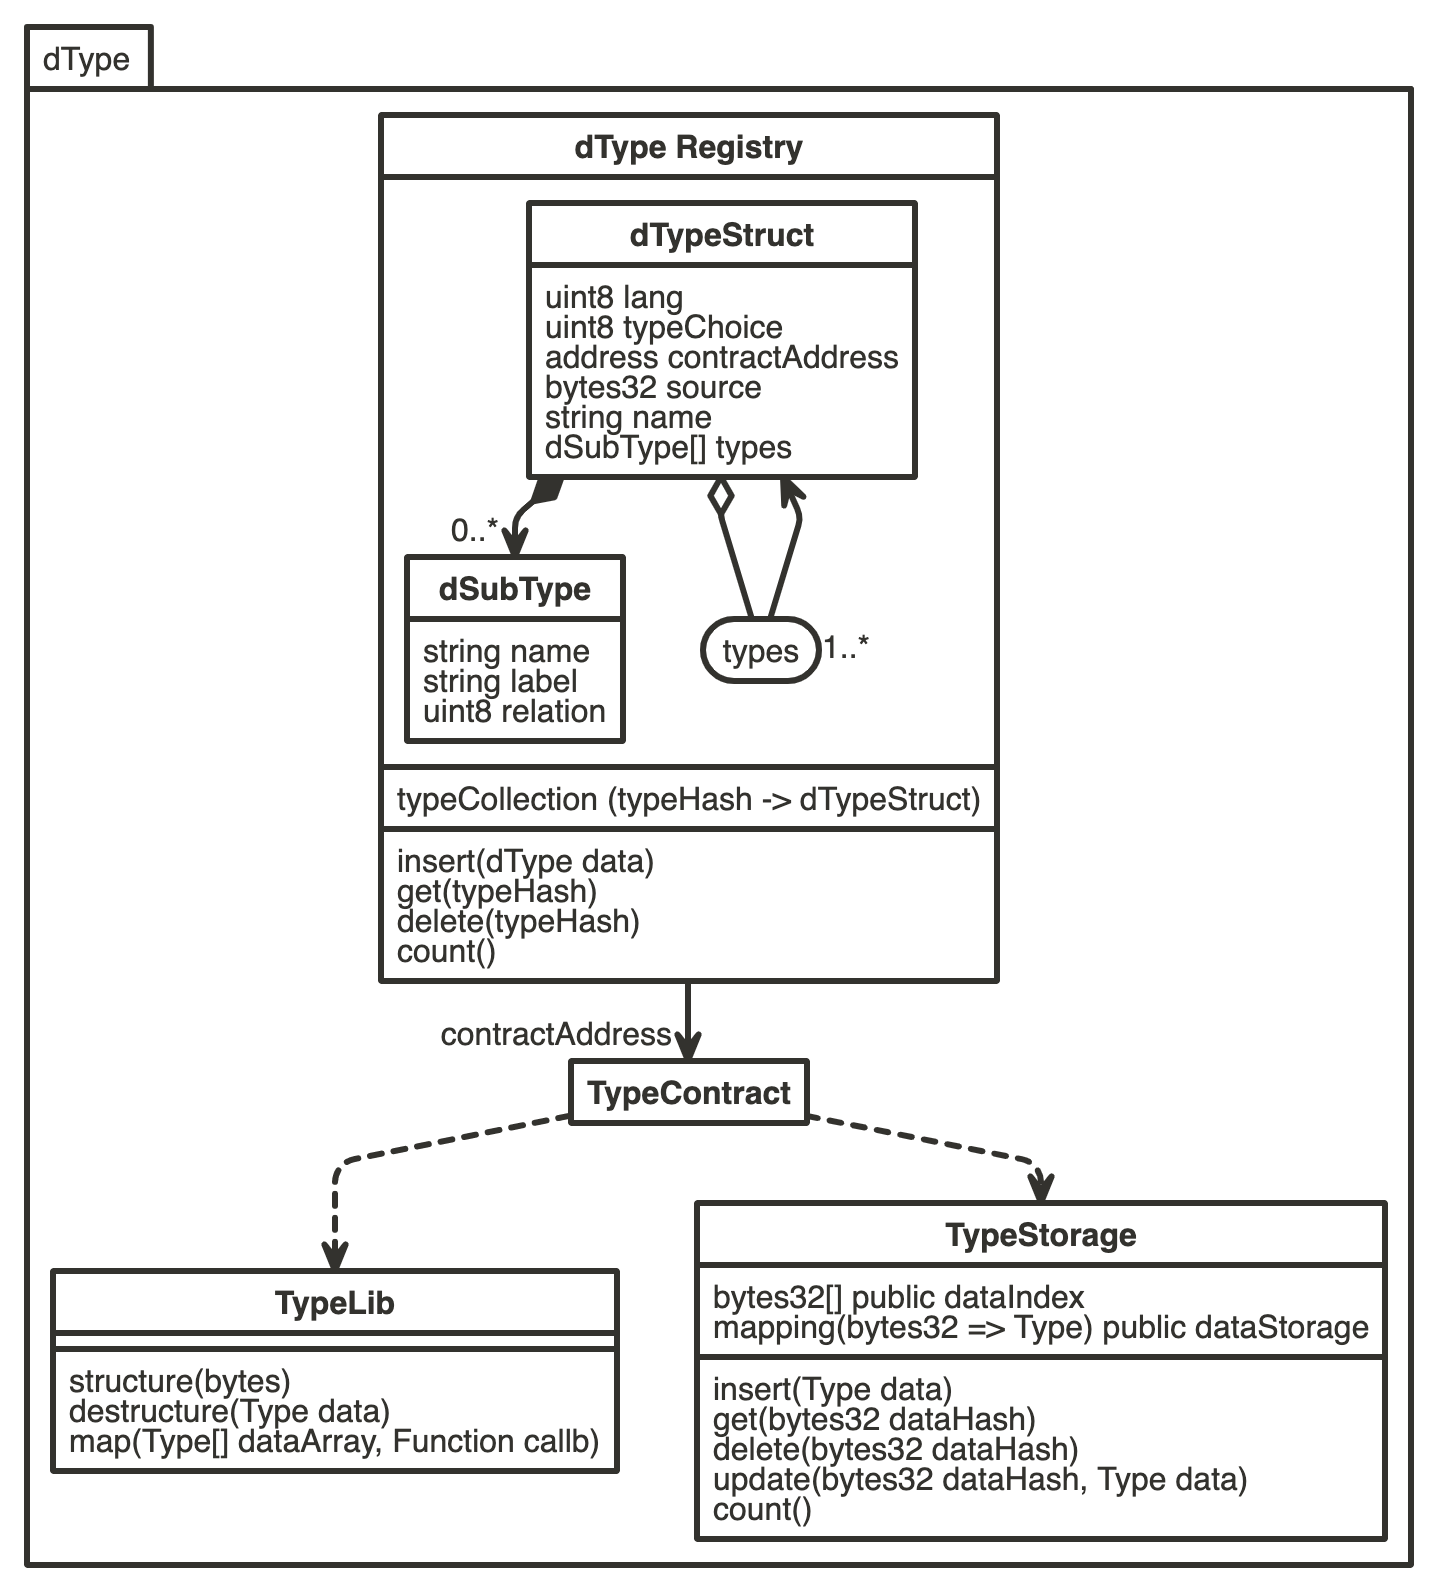 dType
dType Registry
dTypeStruct
uint8 lang
uint8 typeChoice
address contractAddress
bytes32 source
string name
dSubType[] types
0..*
dSubType
string name
string label
uint8 relation
types
1..*
typeCollection (typeHash -> dTypeStruct)
insert(dType data)
get(typeHash)
delete(typeHash)
count()
contractAddress
TypeContract
TypeLib
structure(bytes)
destructure(Type data)
map(Type[] dataArray, Function callb)
TypeStorage
bytes32[] public dataIndex
mapping(bytes32 => Type) public dataStorage
insert(Type data)
get(bytes32 dataHash)
delete(bytes32 dataHash)
update(bytes32 dataHash, Type data)
count()